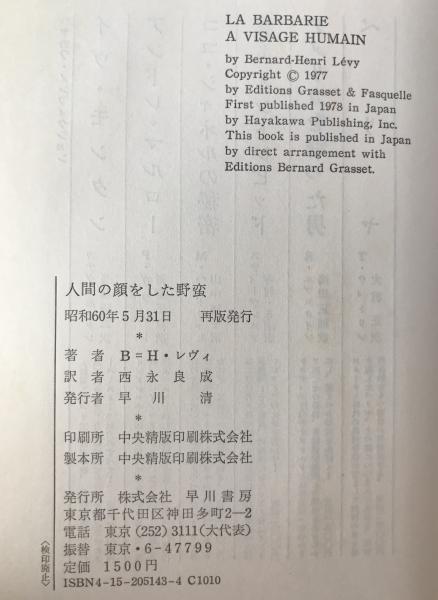 LA BARBARIE
A VISAGE HUMAIN
by Bernard-Henri Lévy
Copyright © 1977
by Editions Grasset & Fasquelle
First published 1978 in Japan
by Hayakawa Publishing, Inc.
This book is published in Japan
by direct arrangement with
Editions Bernard Grasset.
人間の顔をした野蛮
昭和60年5月31日 再版発行
*
著者 B=H・レヴィ
訳者 西永良成
発行者 早川 清
*
印刷所 中央精版印刷株式会社
製本所 中央精版印刷株式会社
*
発行所 株式会社 早川書房
東京都千代田区神田多町2―2
電話 東京(252)3111(大代表)
振替 東京・6-47799
定価 1500円
ISBN4-15-205143-4 C1010
〈検印廃止〉